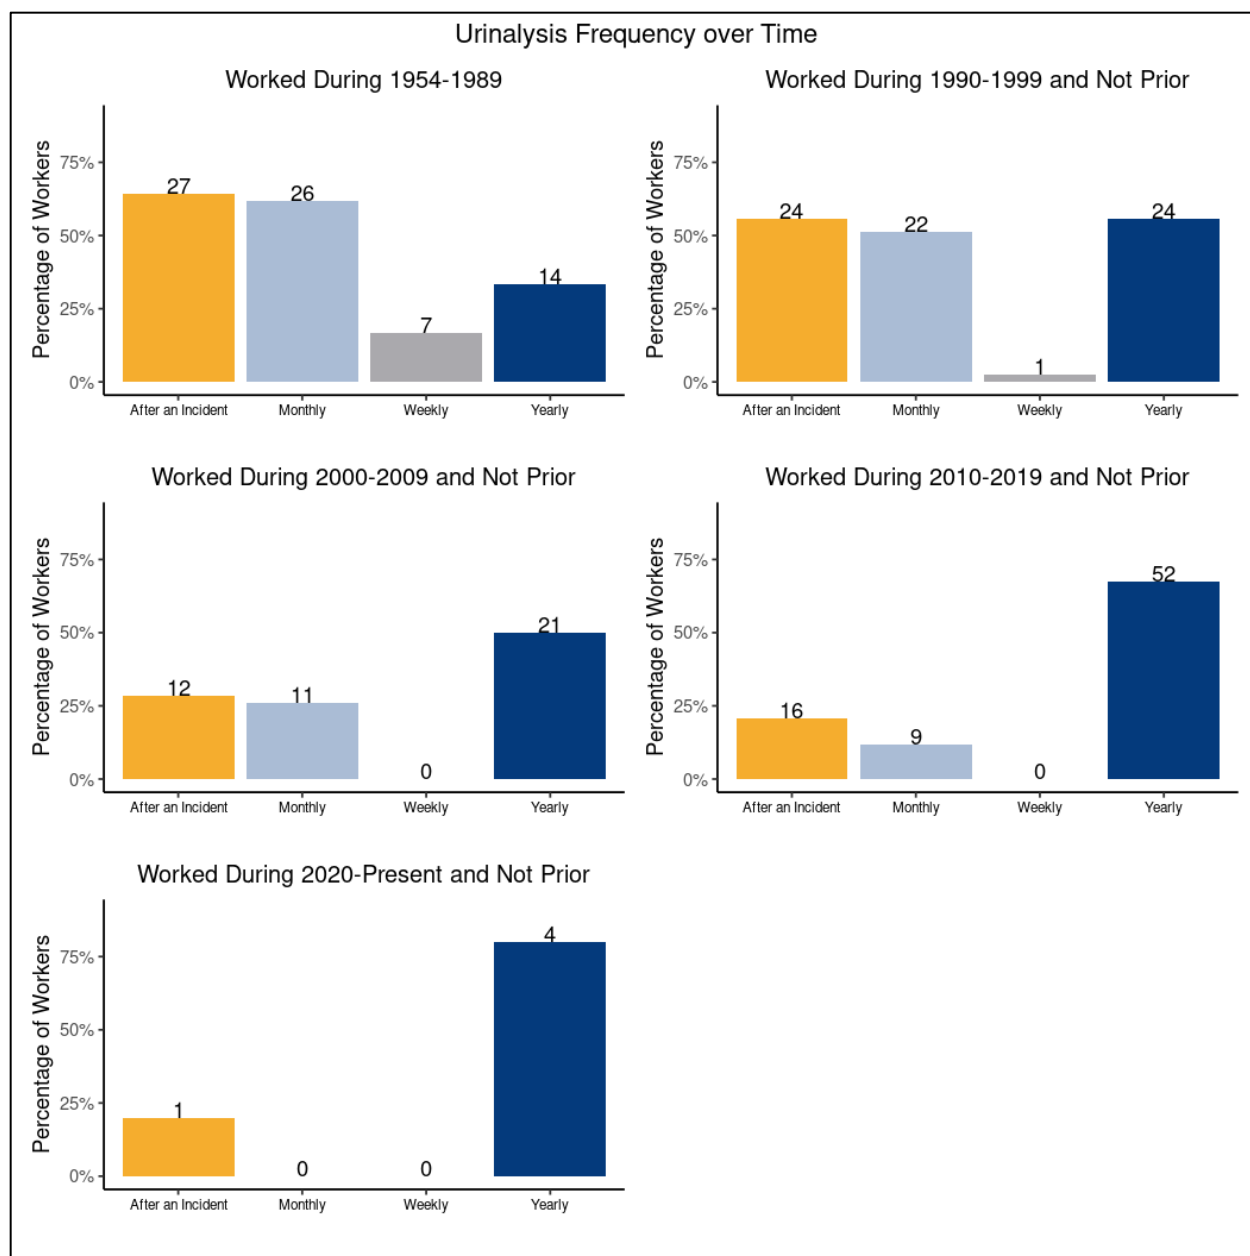 Urinalysis Frequency over Time
Worked During 1954-1989
Percentage of Workers
75%
50%
25%
0%
27
26
7
14
After an Incident
Monthly
Weekly
Yearly
Worked During 1990-1999 and Not Prior
Percentage of Workers
75%
50%
25%
0%
24
22
1
24
After an Incident
Monthly
Weekly
Yearly
Worked During 2000-2009 and Not Prior
Percentage of Workers
75%
50%
25%
0%
12
11
0
21
After an Incident
Monthly
Weekly
Yearly
Worked During 2010-2019 and Not Prior
Percentage of Workers
75%
50%
25%
0%
16
9
0
52
After an Incident
Monthly
Weekly
Yearly
Worked During 2020-Present and Not Prior
Percentage of Workers
75%
50%
25%
0%
1
0
0
4
After an Incident
Monthly
Weekly
Yearly